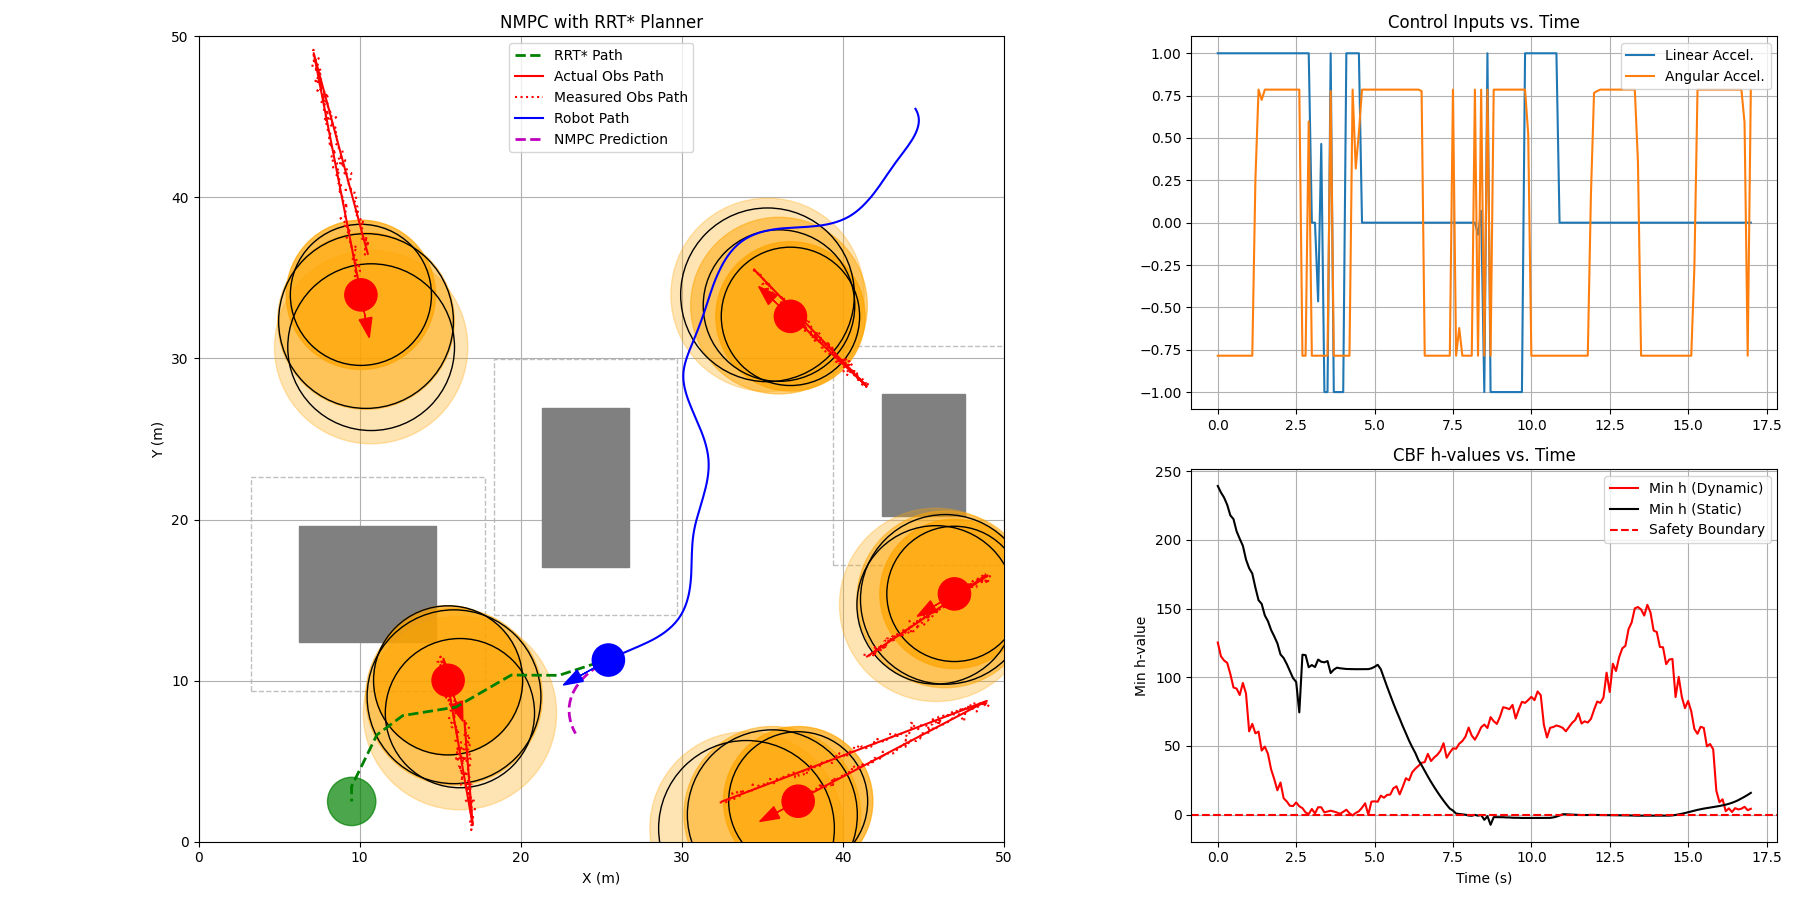 NMPC with RRT* Planner
50
40
30
20
10
0
Y (m)
RRT* Path
Actual Obs Path
Measured Obs Path
Robot Path
NMPC Prediction
0
10
20
30
40
50
X (m)
Control Inputs vs. Time
1.00
0.75
0.50
0.25
0.00
−0.25
−0.50
−0.75
−1.00
Linear Accel.
Angular Accel.
0.0
2.5
5.0
7.5
10.0
12.5
15.0
17.5
CBF h-values vs. Time
250
200
150
100
50
0
Min h-value
Min h (Dynamic)
Min h (Static)
Safety Boundary
0.0
2.5
5.0
7.5
10.0
12.5
15.0
17.5
Time (s)